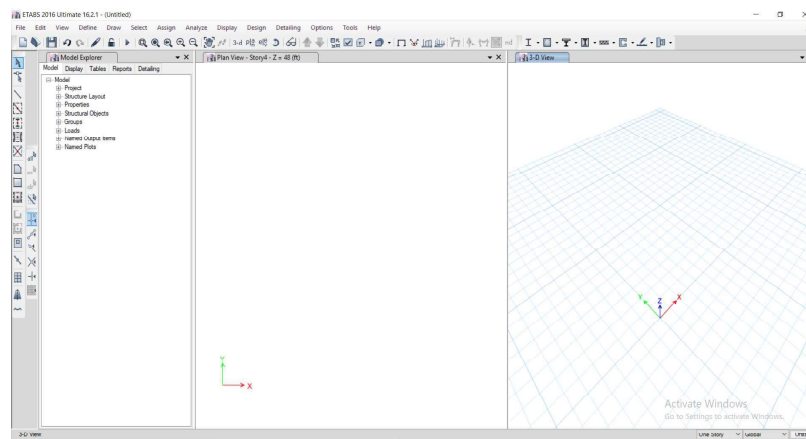 ETABS 2016 Ultimate 16.2.1 - (Untitled)
File Edit View Define Draw Select Assign Analyze Display Design Detailing Options Tools Help
3-d
nd
Model Explorer
Plan View - Story4 - Z = 48 (ft)
3-D View
Model Display Tables Reports Detailing
Model
Project
Structure Layout
Properties
Structural Objects
Groups
Loads
Named Output Items
Named Plots
Y
X
Y
Z
X
Activate Windows
Go to Settings to activate Windows.
3-D View
One Story
Global
Units